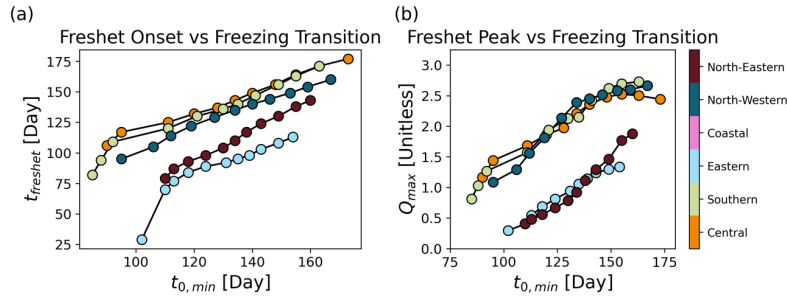 (a)
Freshet Onset vs Freezing Transition
t_freshet [Day]
175
150
125
100
75
50
25
100
120
140
160
t_0,min [Day]
(b)
Freshet Peak vs Freezing Transition
Q_max [Unitless]
3.0
2.5
2.0
1.5
1.0
0.5
0.0
75
100
125
150
175
t_0,min [Day]
North-Eastern
North-Western
Coastal
Eastern
Southern
Central